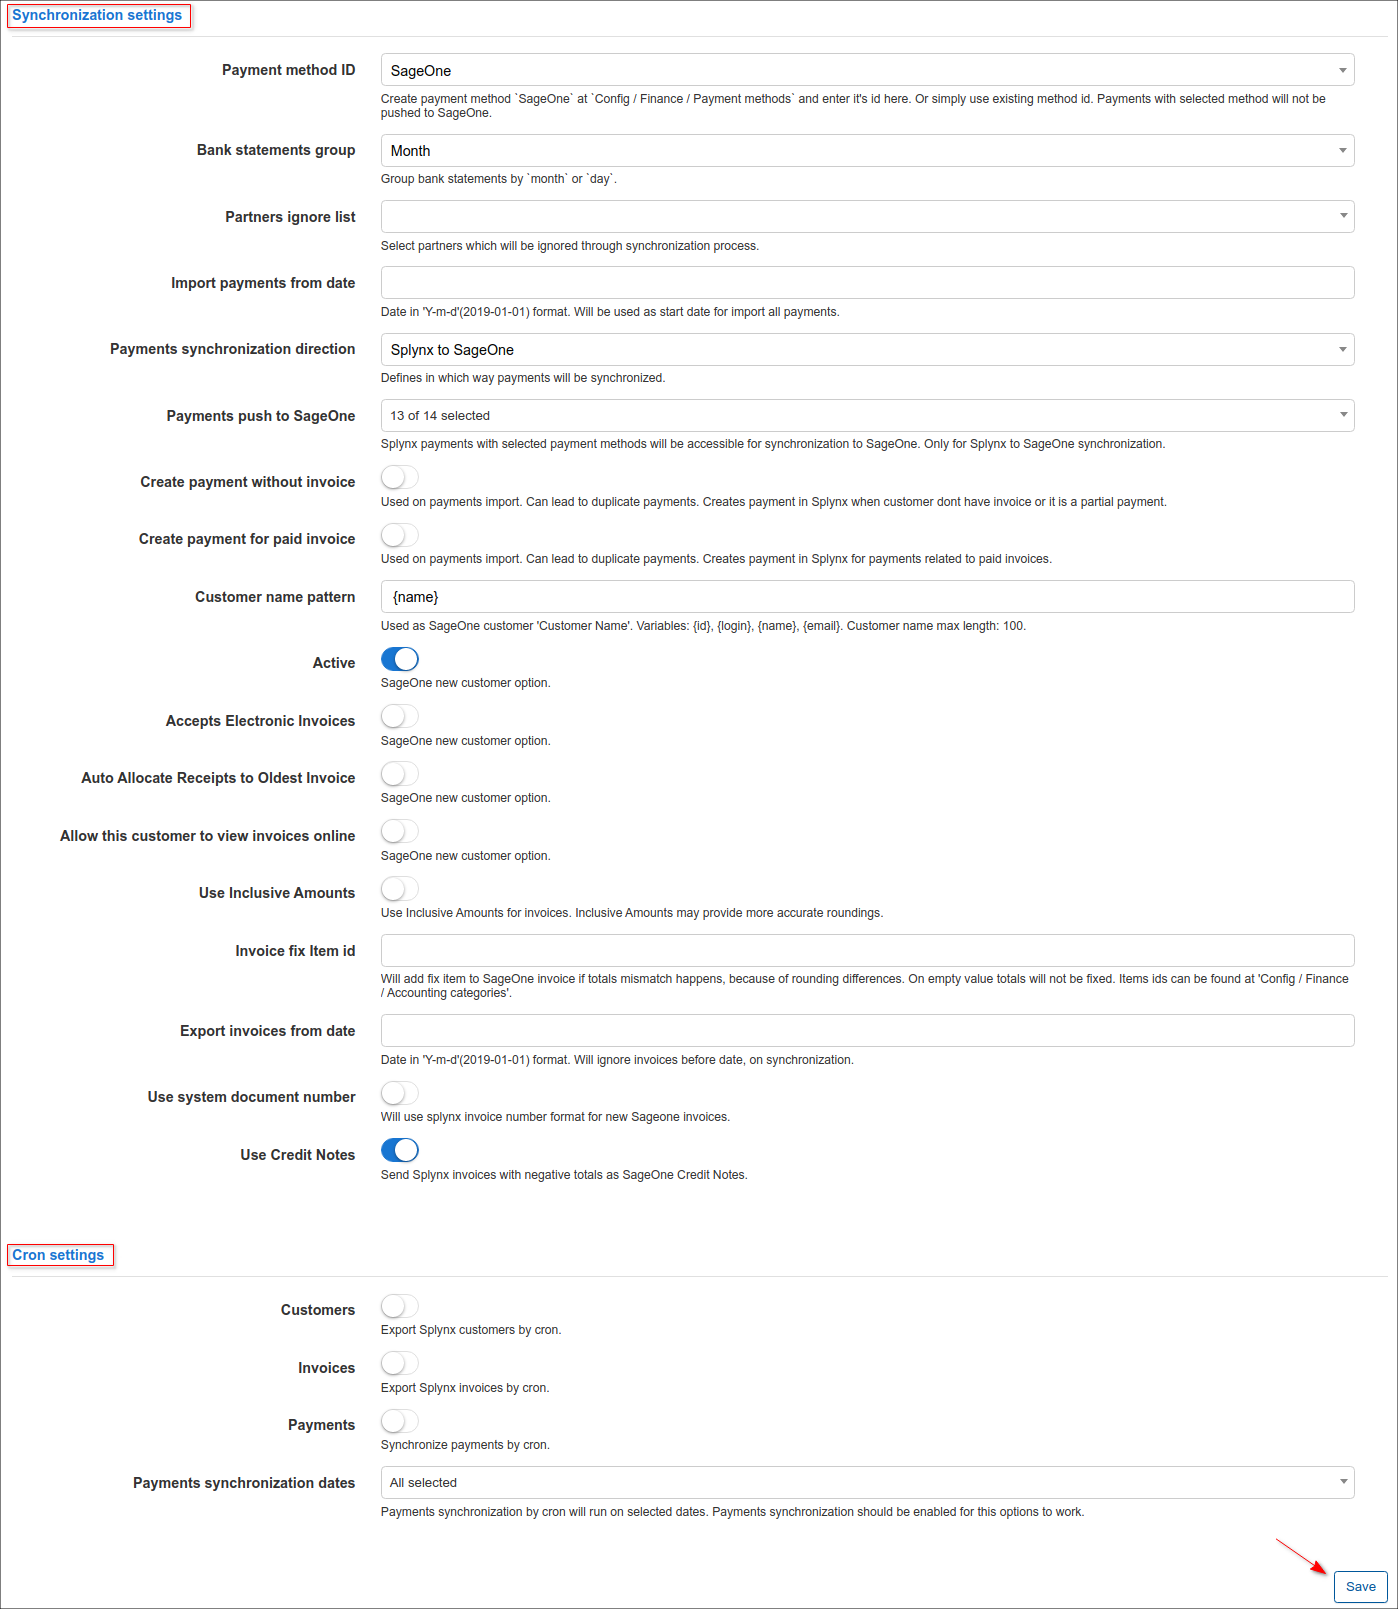 Synchronization settings
Payment method ID
SageOne
Create payment method `SageOne` at `Config / Finance / Payment methods` and enter it's id here. Or simply use existing method id. Payments with selected method will not be
pushed to SageOne.
Bank statements group
Month
Group bank statements by `month` or `day`.
Partners ignore list
Select partners which will be ignored through synchronization process.
Import payments from date
Date in 'Y-m-d'(2019-01-01) format. Will be used as start date for import all payments.
Payments synchronization direction
Splynx to SageOne
Defines in which way payments will be synchronized.
Payments push to SageOne
13 of 14 selected
Splynx payments with selected payment methods will be accessible for synchronization to SageOne. Only for Splynx to SageOne synchronization.
Create payment without invoice
Used on payments import. Can lead to duplicate payments. Creates payment in Splynx when customer dont have invoice or it is a partial payment.
Create payment for paid invoice
Used on payments import. Can lead to duplicate payments. Creates payment in Splynx for payments related to paid invoices.
Customer name pattern
{name}
Used as SageOne customer 'Customer Name'. Variables: {id}, {login}, {name}, {email}. Customer name max length: 100.
Active
SageOne new customer option.
Accepts Electronic Invoices
SageOne new customer option.
Auto Allocate Receipts to Oldest Invoice
SageOne new customer option.
Allow this customer to view invoices online
SageOne new customer option.
Use Inclusive Amounts
Use Inclusive Amounts for invoices. Inclusive Amounts may provide more accurate roundings.
Invoice fix Item id
Will add fix item to SageOne invoice if totals mismatch happens, because of rounding differences. On empty value totals will not be fixed. Items ids can be found at 'Config / Finance
/ Accounting categories'.
Export invoices from date
Date in 'Y-m-d'(2019-01-01) format. Will ignore invoices before date, on synchronization.
Use system document number
Will use splynx invoice number format for new Sageone invoices.
Use Credit Notes
Send Splynx invoices with negative totals as SageOne Credit Notes.
Cron settings
Customers
Export Splynx customers by cron.
Invoices
Export Splynx invoices by cron.
Payments
Synchronize payments by cron.
Payments synchronization dates
All selected
Payments synchronization by cron will run on selected dates. Payments synchronization should be enabled for this options to work.
Save